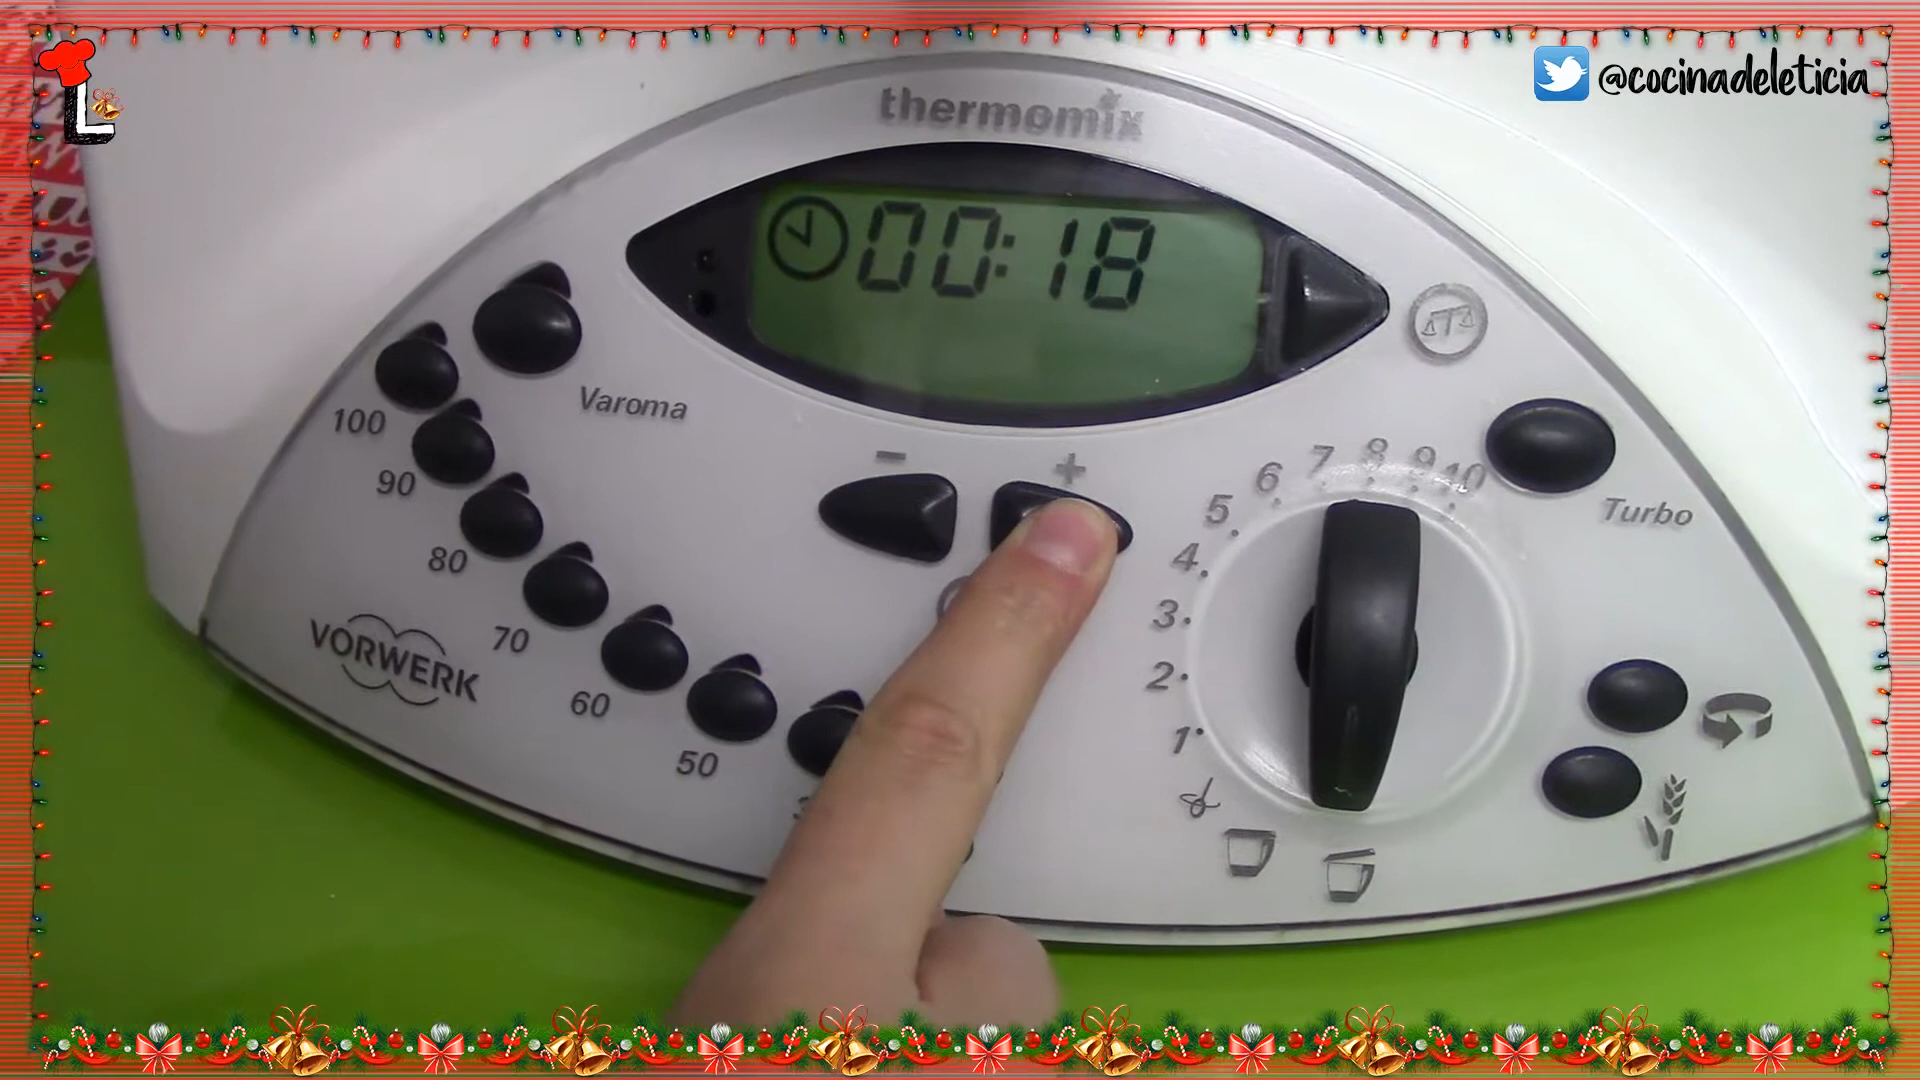 @cocinadeleticia
L
thermomix
00:18
Varoma
100
90
80
70
60
50
- +
5 6 7 8 9 10
4
3
2
1
Turbo
VORWERK